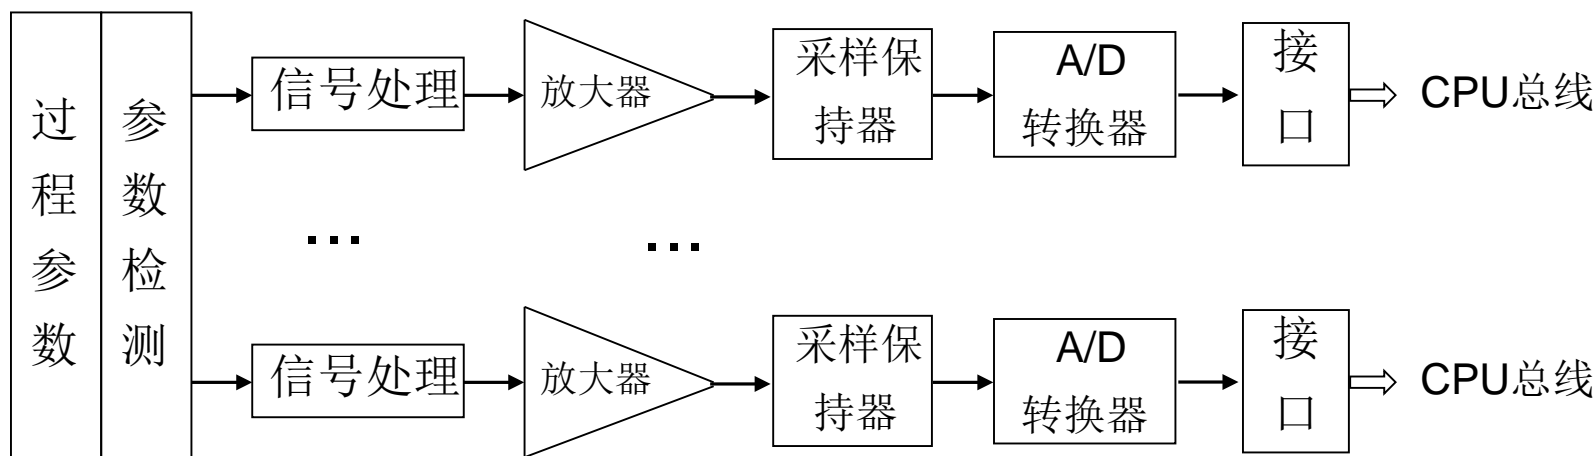 过程参数
参数检测
信号处理
放大器
采样保
持器
A/D
转换器
接
口
CPU总线
...
...
信号处理
放大器
采样保
持器
A/D
转换器
接
口
CPU总线